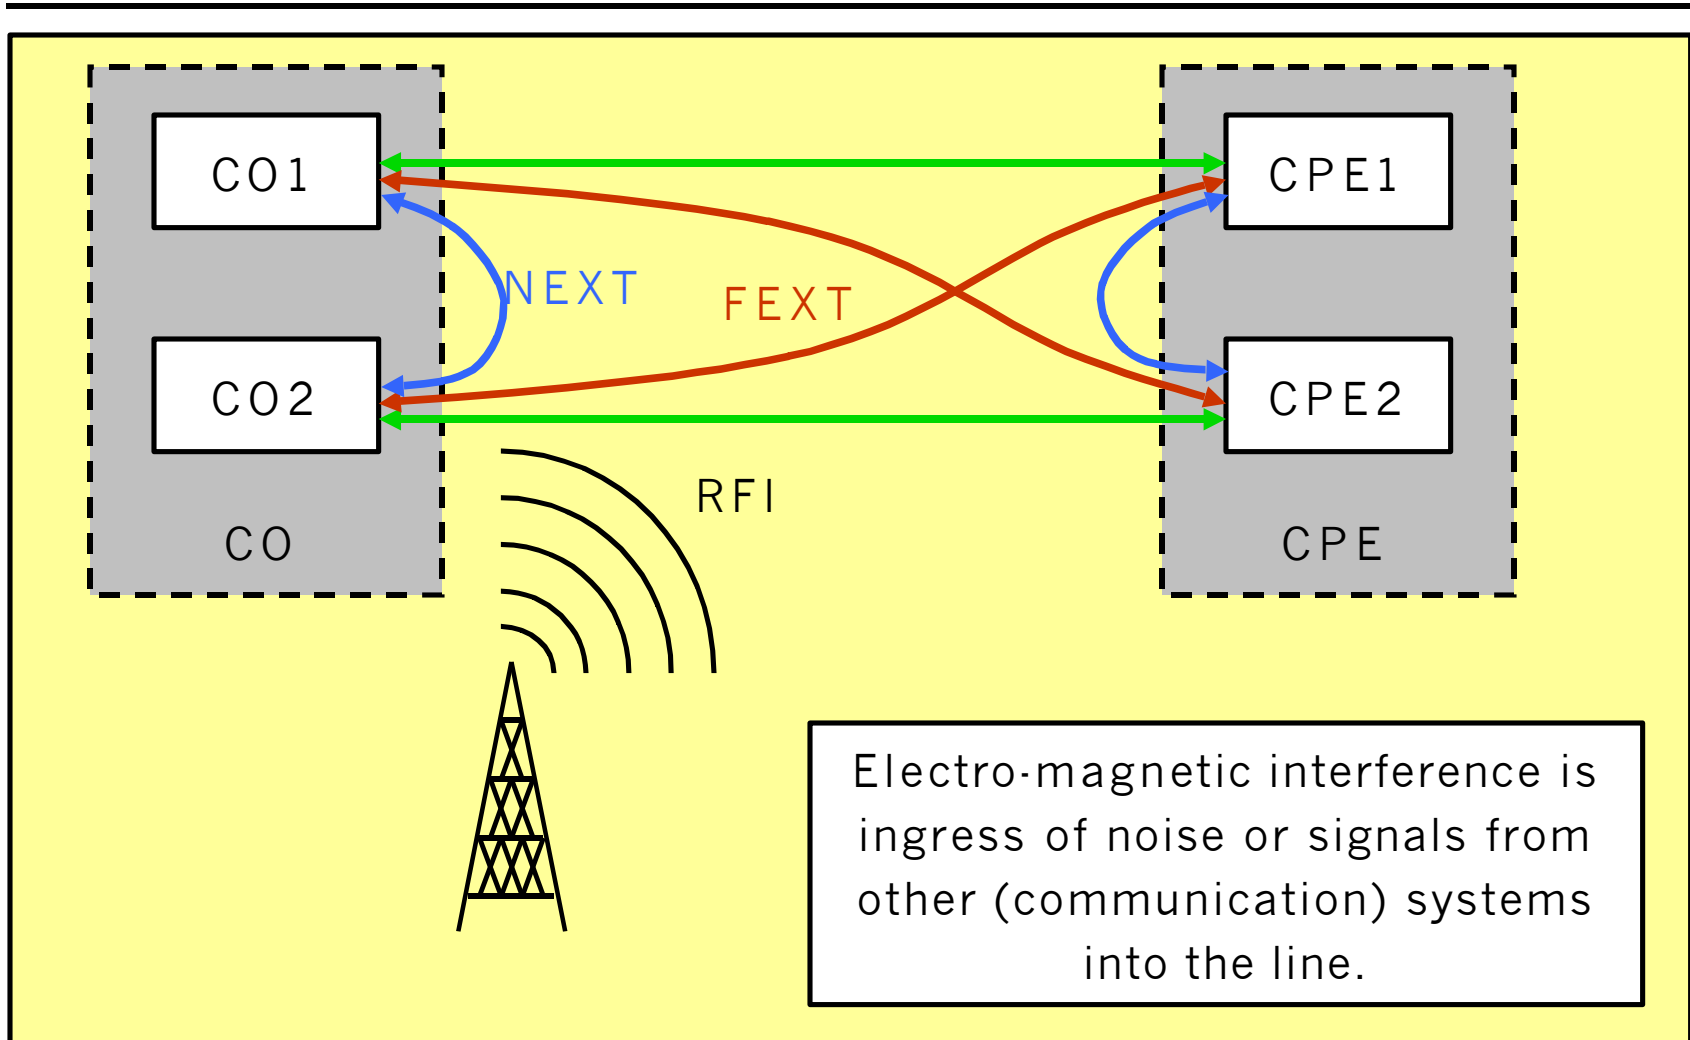 CO1
CPE1
NEXT
FEXT
CO2
CPE2
RFI
CO
CPE
Electro-magnetic interference is
ingress of noise or signals from
other (communication) systems
into the line.